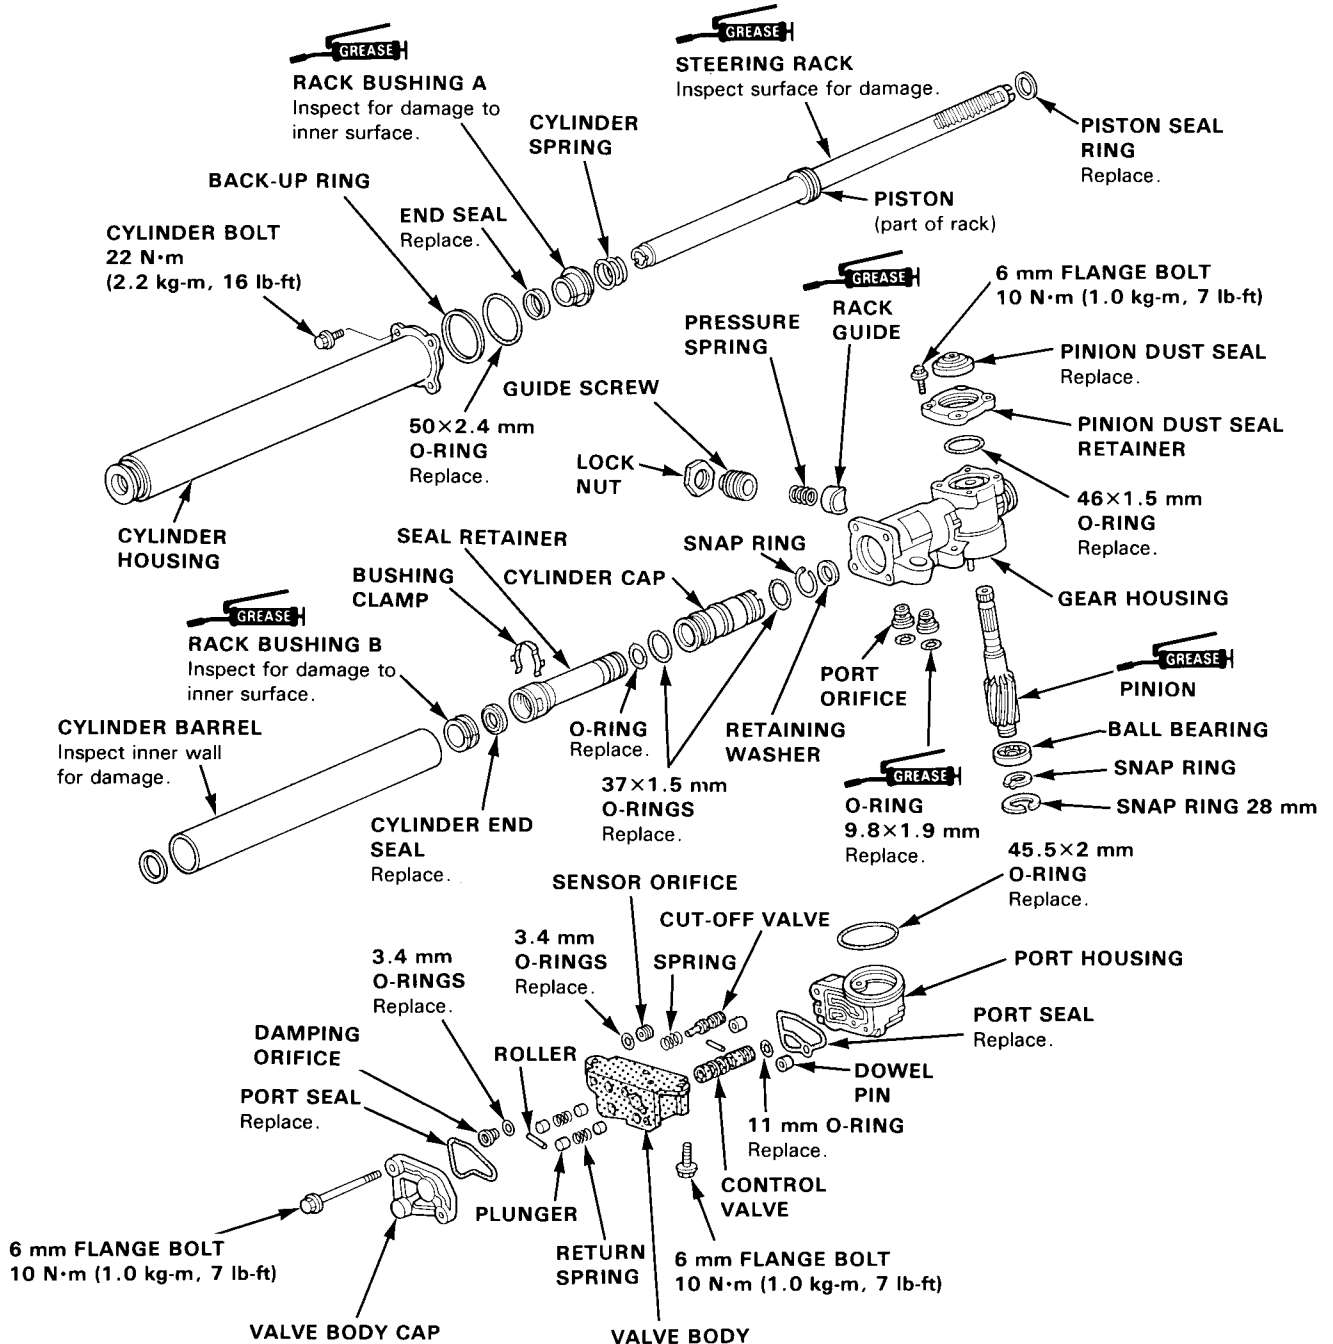 GREASE
RACK BUSHING A
Inspect for damage to
inner surface.
GREASE
STEERING RACK
Inspect surface for damage.
CYLINDER
SPRING
PISTON SEAL
RING
Replace.
BACK-UP RING
END SEAL
Replace.
PISTON
(part of rack)
CYLINDER BOLT
22 N·m
(2.2 kg-m, 16 lb-ft)
GREASE
RACK
GUIDE
6 mm FLANGE BOLT
10 N·m (1.0 kg-m, 7 lb-ft)
PRESSURE
SPRING
PINION DUST SEAL
Replace.
GUIDE SCREW
50×2.4 mm
O-RING
Replace.
PINION DUST SEAL
RETAINER
LOCK
NUT
46×1.5 mm
O-RING
Replace.
CYLINDER
HOUSING
SEAL RETAINER
SNAP RING
BUSHING
CLAMP
CYLINDER CAP
GEAR HOUSING
GREASE
RACK BUSHING B
Inspect for damage to
inner surface.
PORT
ORIFICE
GREASE
PINION
CYLINDER BARREL
Inspect inner wall
for damage.
O-RING
Replace.
RETAINING
WASHER
BALL BEARING
SNAP RING
37×1.5 mm
O-RINGS
Replace.
GREASE
O-RING
9.8×1.9 mm
Replace.
SNAP RING 28 mm
CYLINDER END
SEAL
Replace.
45.5×2 mm
O-RING
Replace.
SENSOR ORIFICE
CUT-OFF VALVE
3.4 mm
O-RINGS
Replace.
3.4 mm
O-RINGS
Replace.
SPRING
PORT HOUSING
PORT SEAL
Replace.
DAMPING
ORIFICE
ROLLER
DOWEL
PIN
PORT SEAL
Replace.
11 mm O-RING
Replace.
CONTROL
VALVE
PLUNGER
6 mm FLANGE BOLT
10 N·m (1.0 kg-m, 7 lb-ft)
RETURN
SPRING
6 mm FLANGE BOLT
10 N·m (1.0 kg-m, 7 lb-ft)
VALVE BODY CAP
VALVE BODY